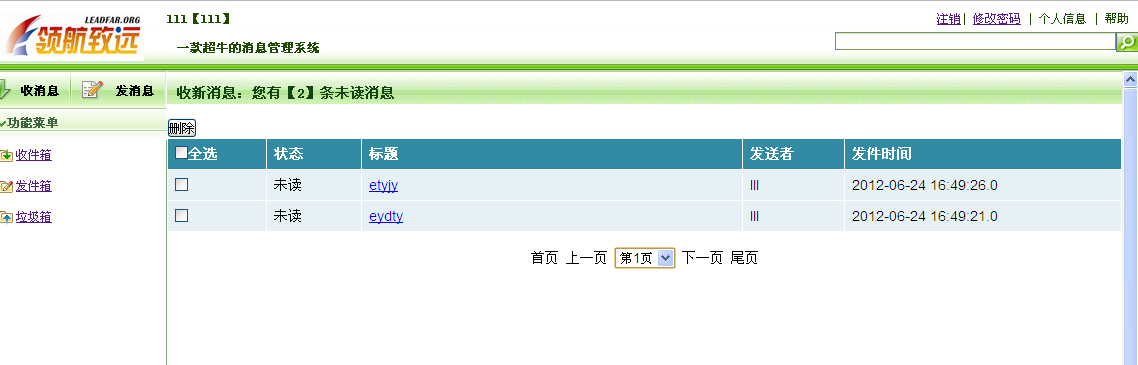 LEADFAR.ORG
领航致远
111【111】
一款超牛的消息管理系统
注销| 修改密码 | 个人信息 | 帮助
收消息 发消息
收新消息：您有【2】条未读消息
功能菜单
收件箱
发件箱
垃圾箱
删除
全选 状态 标题 发送者 发件时间
未读 etyjy lll 2012-06-24 16:49:26.0
未读 eydty lll 2012-06-24 16:49:21.0
首页 上一页 第1页 下一页 尾页